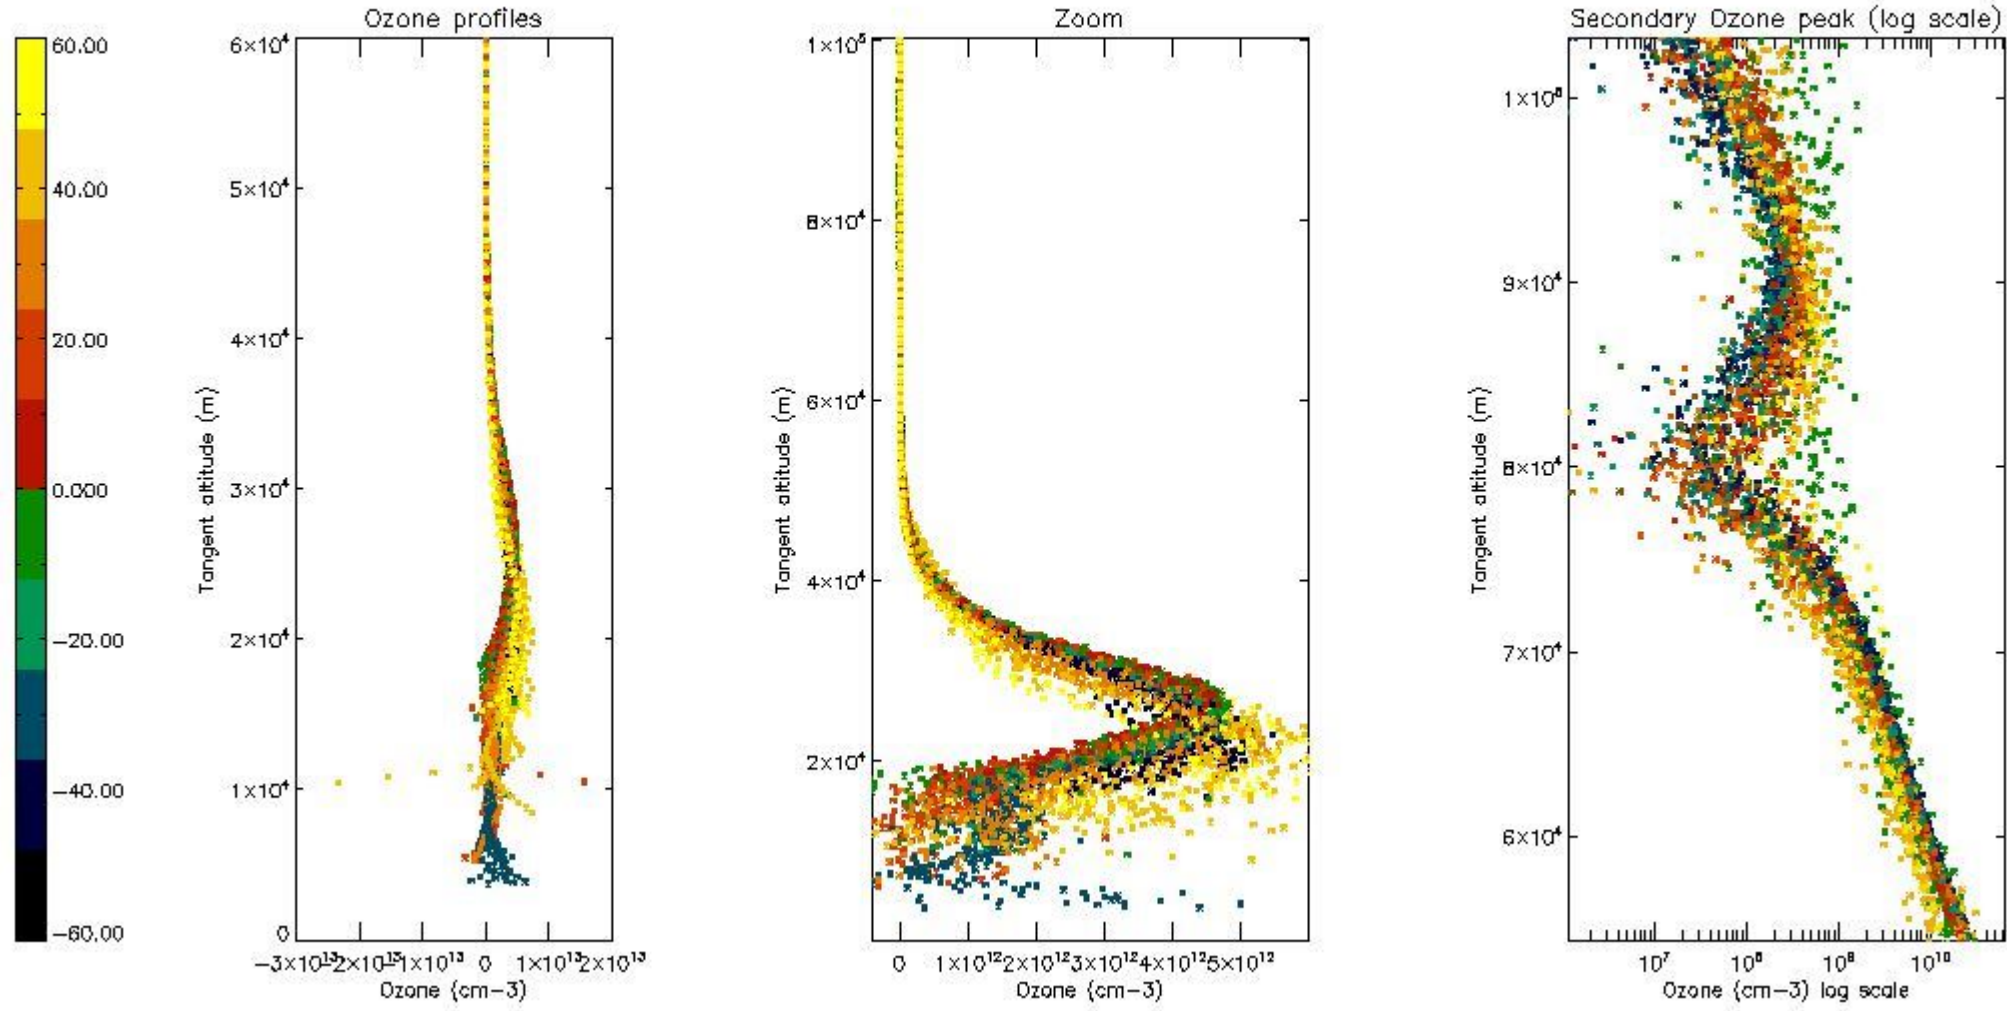 Ozone profiles
Zoom
Secondary Ozone peak (log scale)
60.00
40.00
20.00
0.000
−20.00
−40.00
−60.00
6×10⁴
5×10⁴
4×10⁴
3×10⁴
2×10⁴
1×10⁴
0
Tangent altitude (m)
−3×10¹³ −2×10¹³ −1×10¹³ 0 1×10¹³ 2×10¹³
Ozone (cm−3)
1×10⁵
8×10⁴
6×10⁴
4×10⁴
2×10⁴
Tangent altitude (m)
0 1×10¹² 2×10¹² 3×10¹² 4×10¹² 5×10¹²
Ozone (cm−3)
1×10⁵
9×10⁴
8×10⁴
7×10⁴
6×10⁴
Tangent altitude (m)
10⁷ 10⁸ 10⁹ 10¹⁰
Ozone (cm−3) log scale